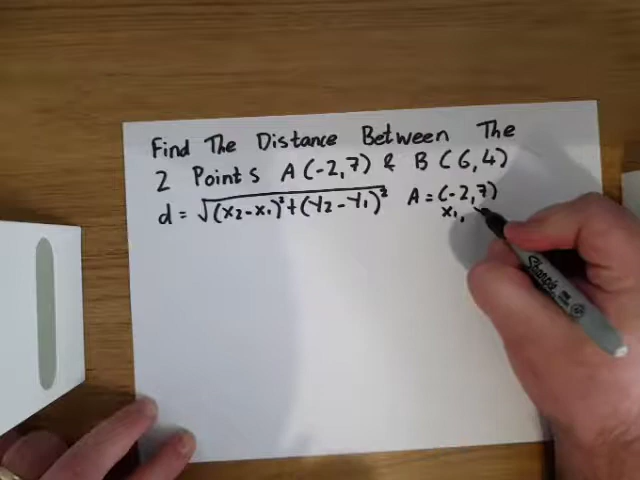 Find The Distance Between The
2 Points A(-2,7) & B(6,4)
d = √(x₂-x₁)²+(y₂-y₁)² A = (-2,7)
x₁,
Sharpie